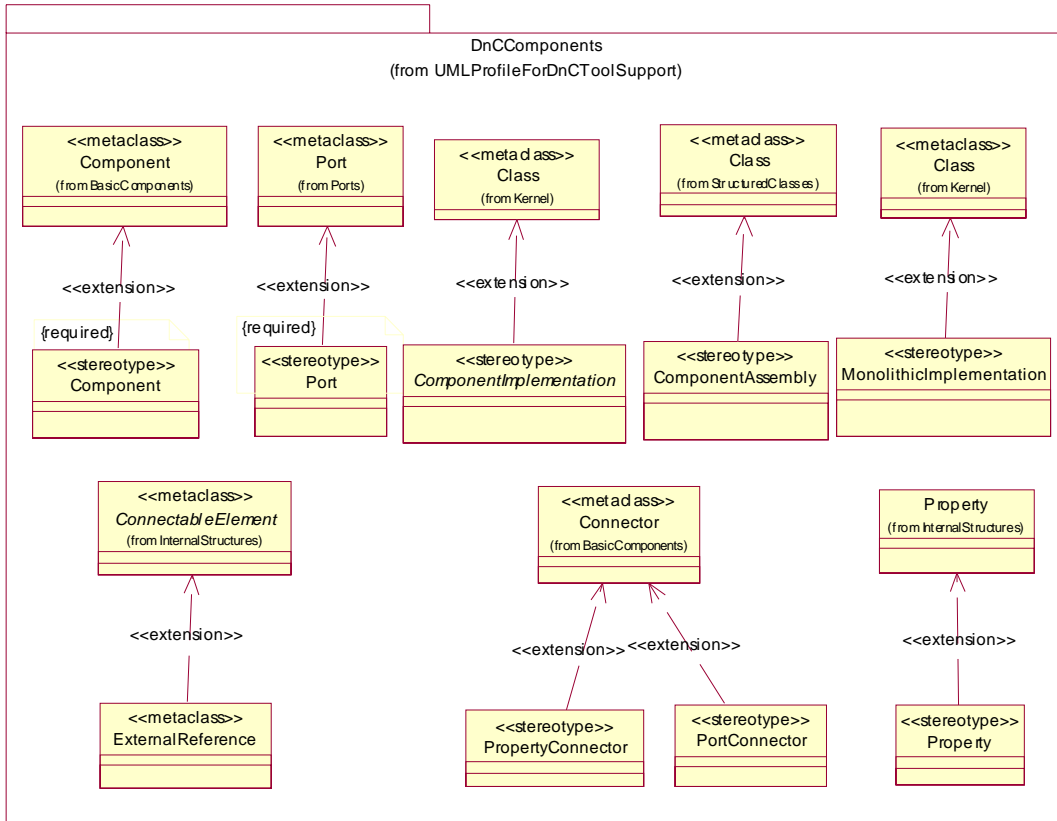 DnCComponents
(from UMLProfileForDnCToolSupport)
<<metaclass>>
Component
(from BasicComponents)
<<metaclass>>
Port
(from Ports)
<<metaclass>>
Class
(from Kernel)
<<metaclass>>
Class
(from StructuredClasses)
<<metaclass>>
Class
(from Kernel)
<<extension>>
<<extension>>
<<extension>>
<<extension>>
<<extension>>
{required}
{required}
<<stereotype>>
Component
<<stereotype>>
Port
<<stereotype>>
ComponentImplementation
<<stereotype>>
ComponentAssembly
<<stereotype>>
MonolithicImplementation
<<metaclass>>
ConnectableElement
(from InternalStructures)
<<metaclass>>
Connector
(from BasicComponents)
Property
(from InternalStructures)
<<extension>>
<<extension>>
<<extension>>
<<extension>>
<<metaclass>>
ExternalReference
<<stereotype>>
PropertyConnector
<<stereotype>>
PortConnector
<<stereotype>>
Property